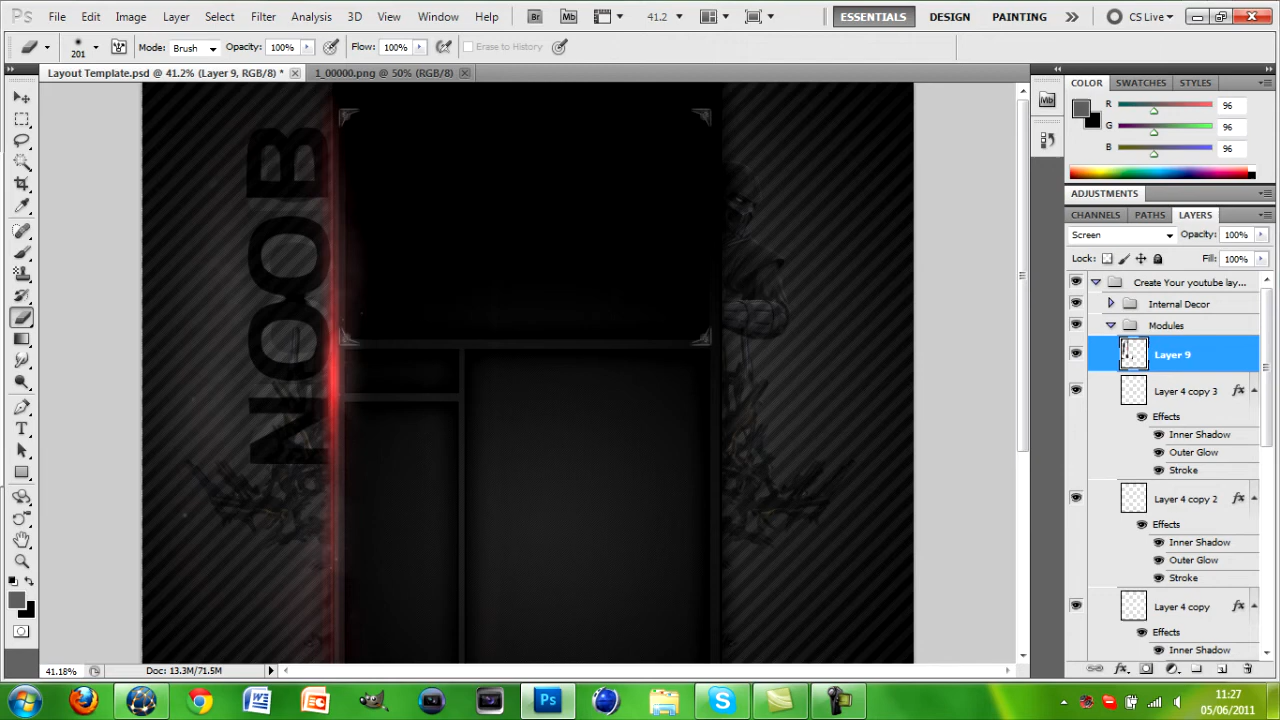 Ps File Edit Image Layer Select Filter Analysis 3D View Window Help Br Mb 41.2 ESSENTIALS DESIGN PAINTING CS Live
201 Mode: Brush Opacity: 100% Flow: 100% Erase to History
Layout Template.psd @ 41.2% (Layer 9, RGB/8) * 1_00000.png @ 50% (RGB/8)
NOOB
Mb
COLOR SWATCHES STYLES
R 96
G 96
B 96
ADJUSTMENTS
CHANNELS PATHS LAYERS
Screen Opacity: 100%
Lock: Fill: 100%
Create Your youtube lay...
Internal Decor
Modules
Layer 9
Layer 4 copy 3 fx
Effects
Inner Shadow
Outer Glow
Stroke
Layer 4 copy 2 fx
Effects
Inner Shadow
Outer Glow
Stroke
Layer 4 copy fx
Effects
Inner Shadow
41.18% Doc: 13.3M/71.5M
11:27
05/06/2011